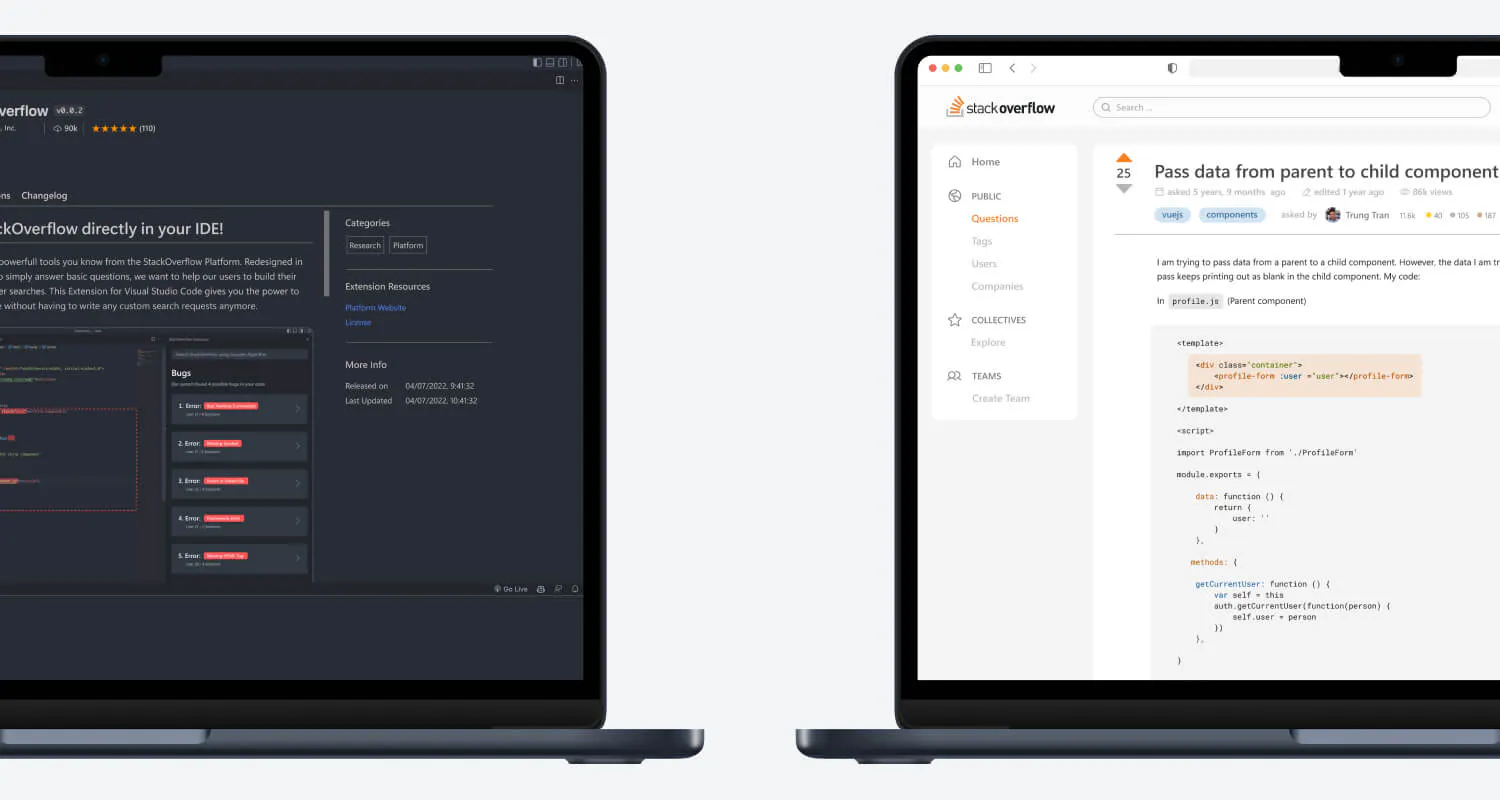 verflow v0.0.2
, Inc. 90k (110)
ns Changelog
ckOverflow directly in your IDE!
powerfull tools you know from the StackOverflow Platform. Redesigned in
o simply answer basic questions, we want to help our users to build their
er searches. This Extension for Visual Studio Code gives you the power to
e without having to write any custom search requests anymore.
Bugs
1. Error:
2. Error:
3. Error:
4. Error:
5. Error: Missing HTML Tag
Categories
Research Platform
Extension Resources
Platform Website
License
More Info
Released on 04/07/2022, 9:41:32
Last Updated 04/07/2022, 10:41:32
Go Live
stackoverflow
Search ...
Home
PUBLIC
Questions
Tags
Users
Companies
COLLECTIVES
Explore
TEAMS
Create Team
25
Pass data from parent to child component
asked 5 years, 9 months ago edited 1 year ago 86k views
vuejs components asked by Trung Tran 11.6k 40 105 187
I am trying to pass data from a parent to a child component. However, the data I am tr
pass keeps printing out as blank in the child component. My code:
In profile.js (Parent component)
<template>
<div class="container">
<profile-form :user ="user"></profile-form>
</div>
</template>
<script>
import ProfileForm from './ProfileForm'
module.exports = {
data: function () {
return {
user: ''
}
},
methods: {
getCurrentUser: function () {
var self = this
auth.getCurrentUser(function(person) {
self.user = person
})
},
}